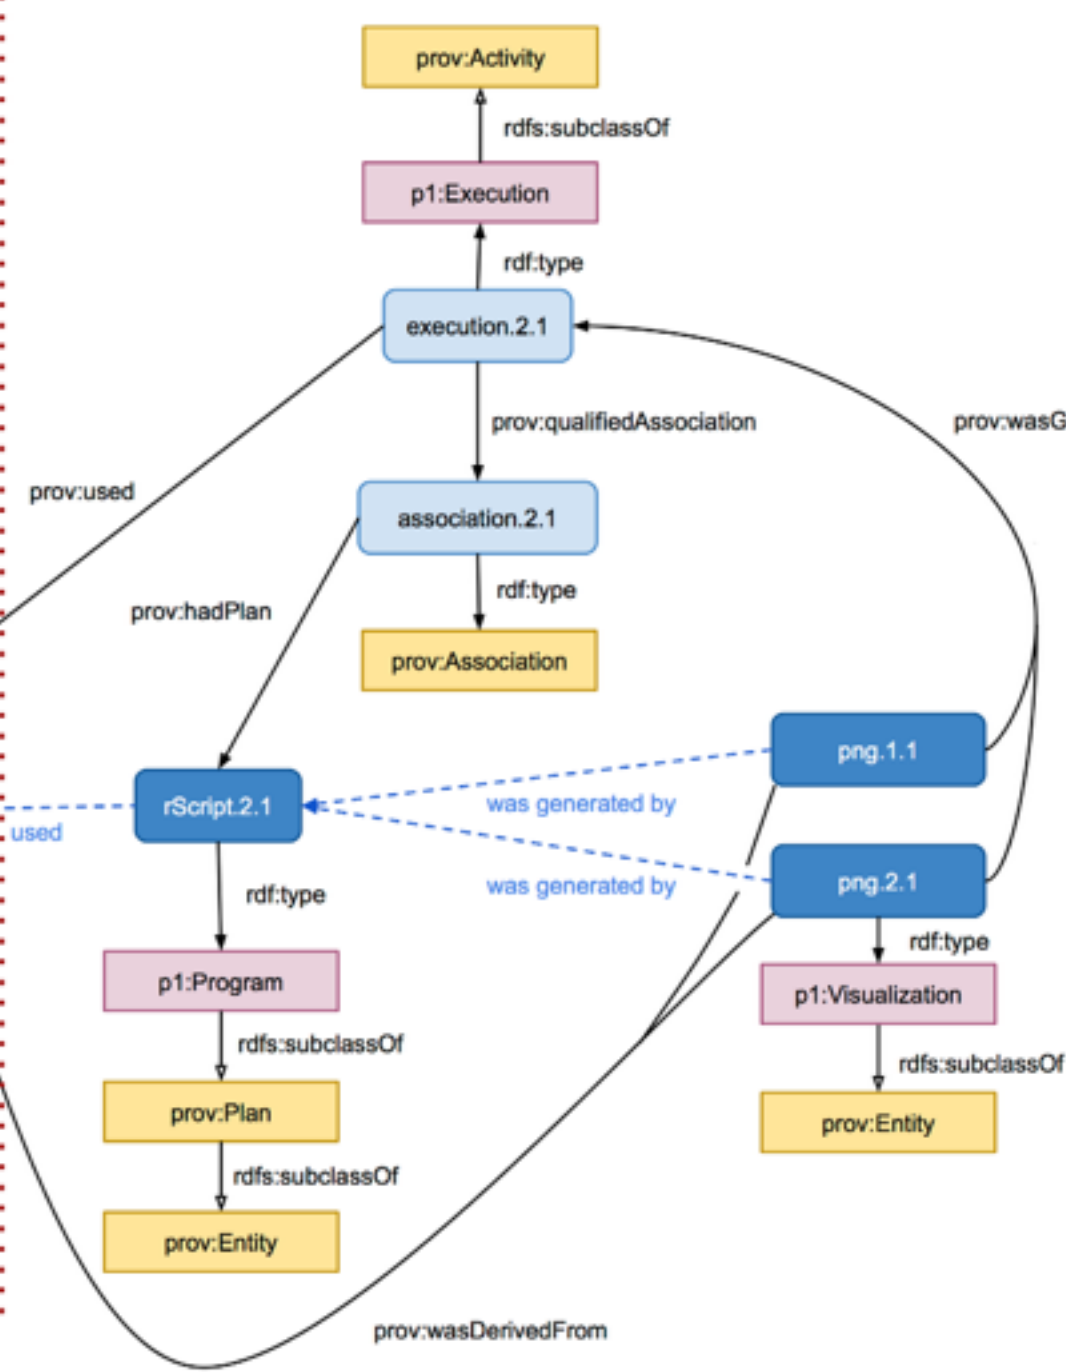 prov:Activity
rdfs:subclassOf
p1:Execution
rdf:type
execution.2.1
prov:qualifiedAssociation
prov:wasG
prov:used
association.2.1
rdf:type
prov:hadPlan
prov:Association
png.1.1
rScript.2.1
was generated by
used
png.2.1
was generated by
rdf:type
rdf:type
p1:Program
p1:Visualization
rdfs:subclassOf
rdfs:subclassOf
prov:Plan
prov:Entity
rdfs:subclassOf
prov:Entity
prov:wasDerivedFrom